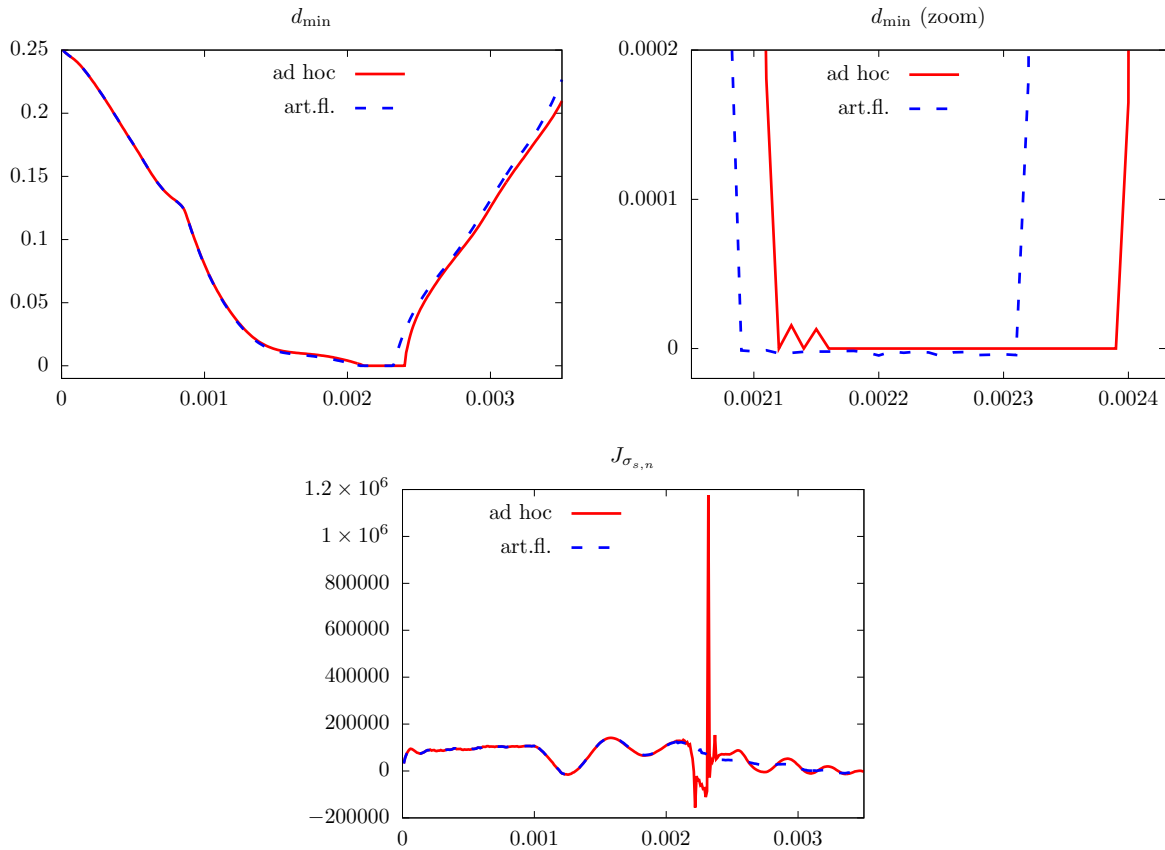 d_min
0.25
0.2
0.15
0.1
0.05
0
0 0.001 0.002 0.003
ad hoc
art.fl.
d_min (zoom)
0.0002
0.0001
0
0.0021 0.0022 0.0023 0.0024
ad hoc
art.fl.
J_{σ_{s,n}}
1.2 × 10^6
1 × 10^6
800000
600000
400000
200000
0
−200000
0 0.001 0.002 0.003
ad hoc
art.fl.